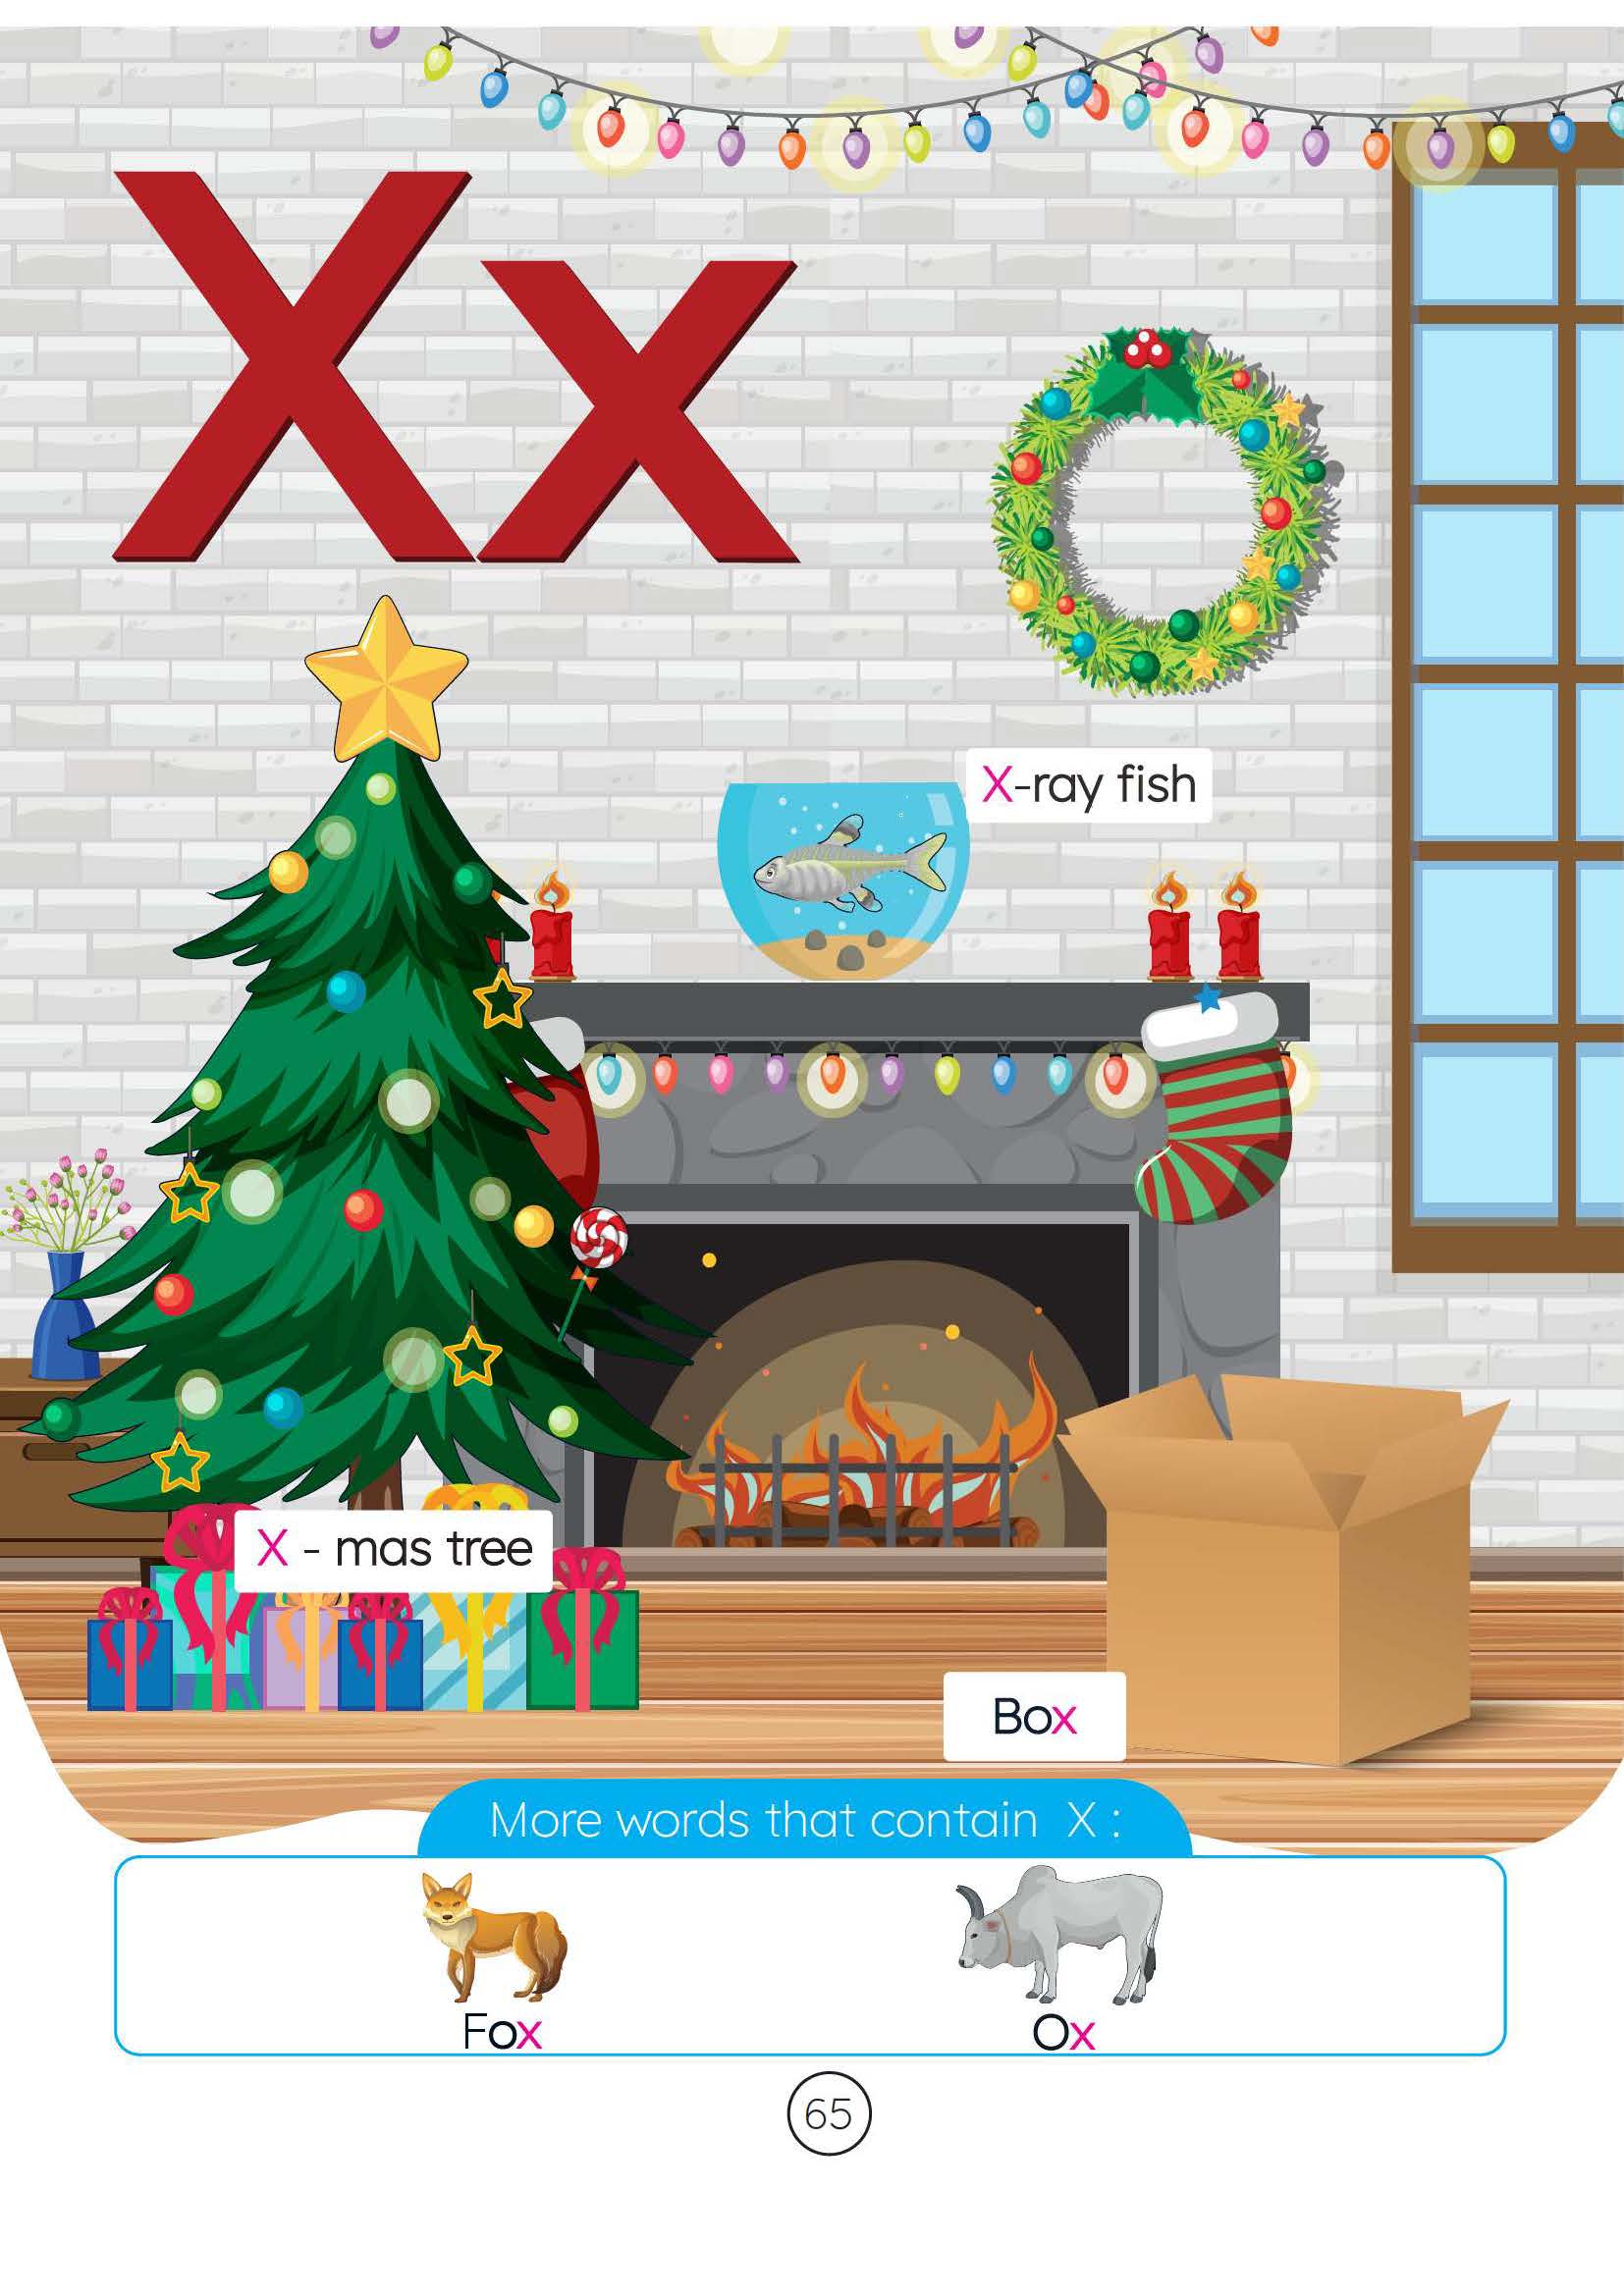 Xx
X-ray fish
X - mas tree
Box
More words that contain X :
Fox
Ox
65